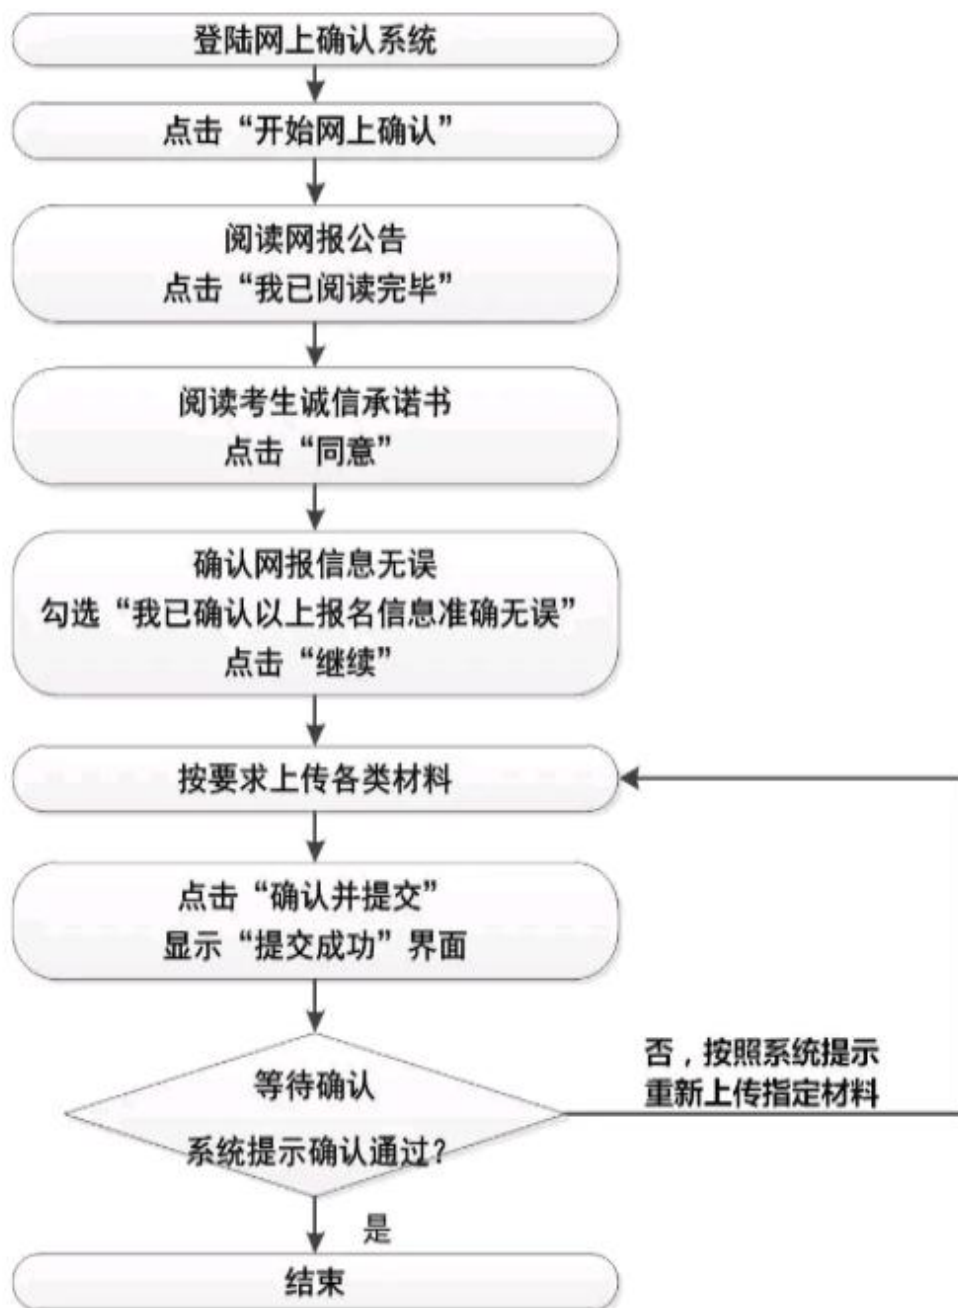 登陆网上确认系统
点击“开始网上确认”
阅读网报公告
点击“我已阅读完毕”
阅读考生诚信承诺书
点击“同意”
确认网报信息无误
勾选“我已确认以上报名信息准确无误”
点击“继续”
按要求上传各类材料
点击“确认并提交”
显示“提交成功”界面
等待确认
系统提示确认通过？
否，按照系统提示
重新上传指定材料
是
结束